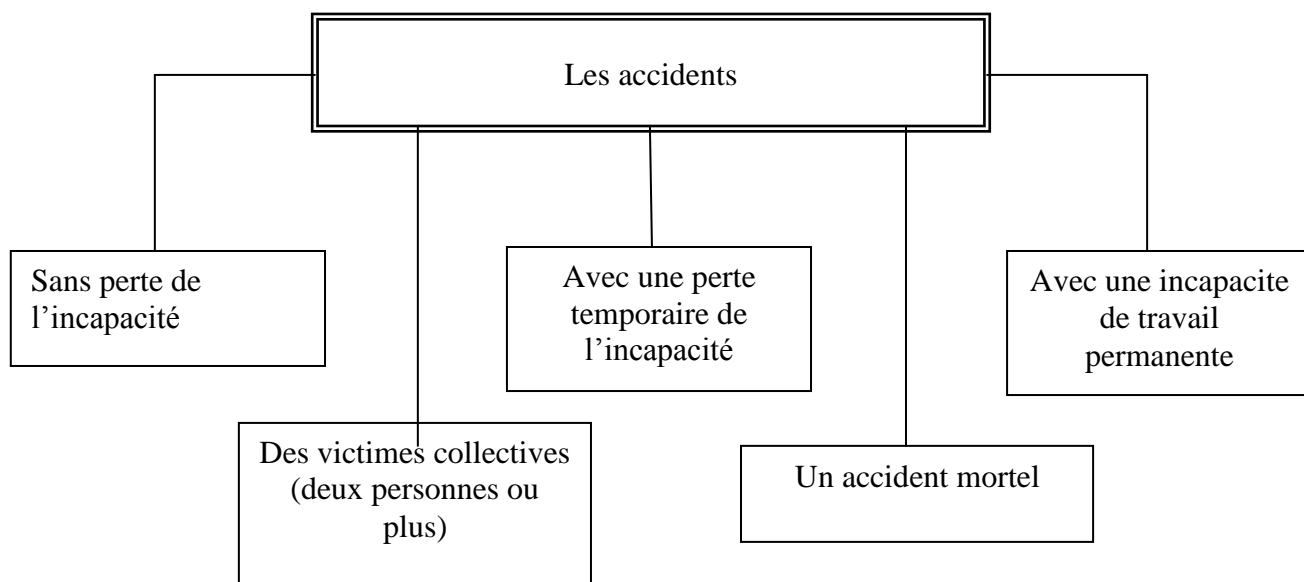 Les accidents
Sans perte de
l’incapacité
Avec une perte
temporaire de
l’incapacité
Avec une incapacite
de travail
permanente
Des victimes collectives
(deux personnes ou
plus)
Un accident mortel